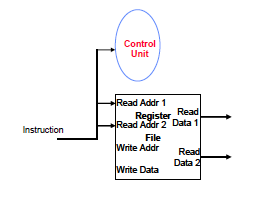 Control
Unit
Read Addr 1
Register
Read
Data 1
Read Addr 2
Instruction
File
Write Addr
Read
Data 2
Write Data